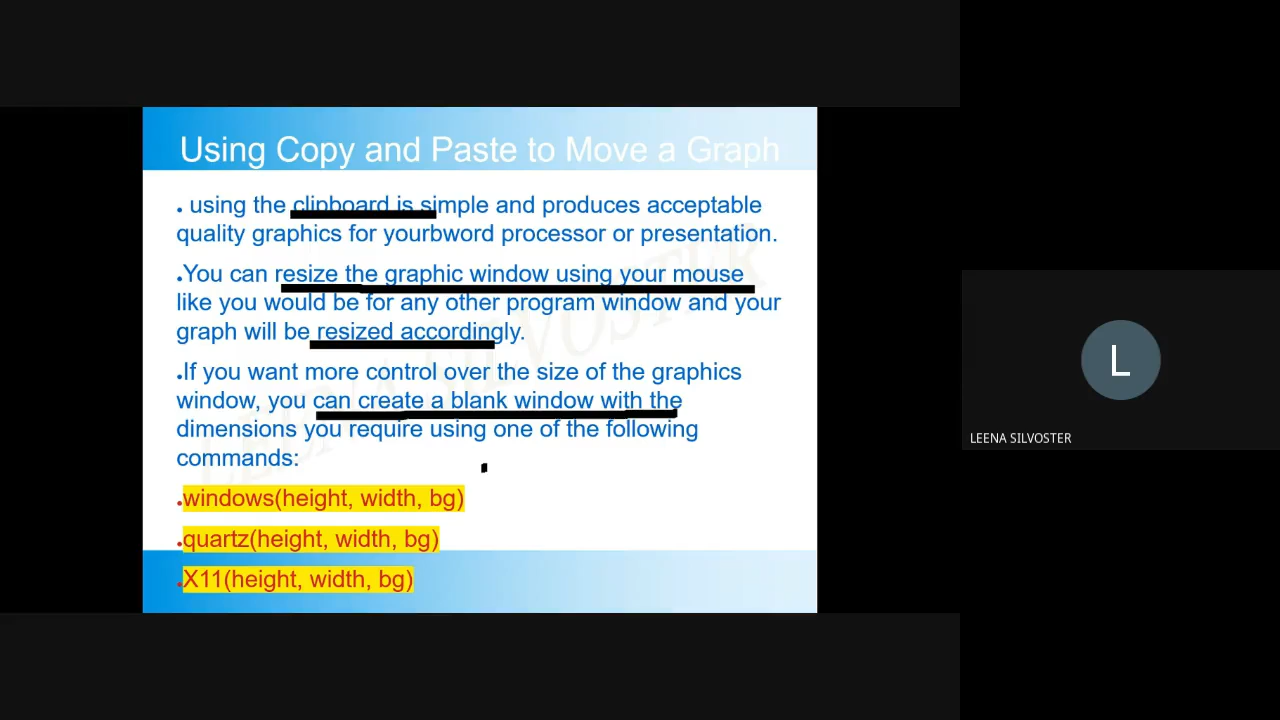 Using Copy and Paste to Move a Graph
. using the clipboard is simple and produces acceptable
quality graphics for yourbword processor or presentation.
.You can resize the graphic window using your mouse
like you would be for any other program window and your
graph will be resized accordingly.
.If you want more control over the size of the graphics
window, you can create a blank window with the
dimensions you require using one of the following
commands:
.windows(height, width, bg)
.quartz(height, width, bg)
.X11(height, width, bg)
LEENA SILVOSTER
L
LEENA SILVOSTER